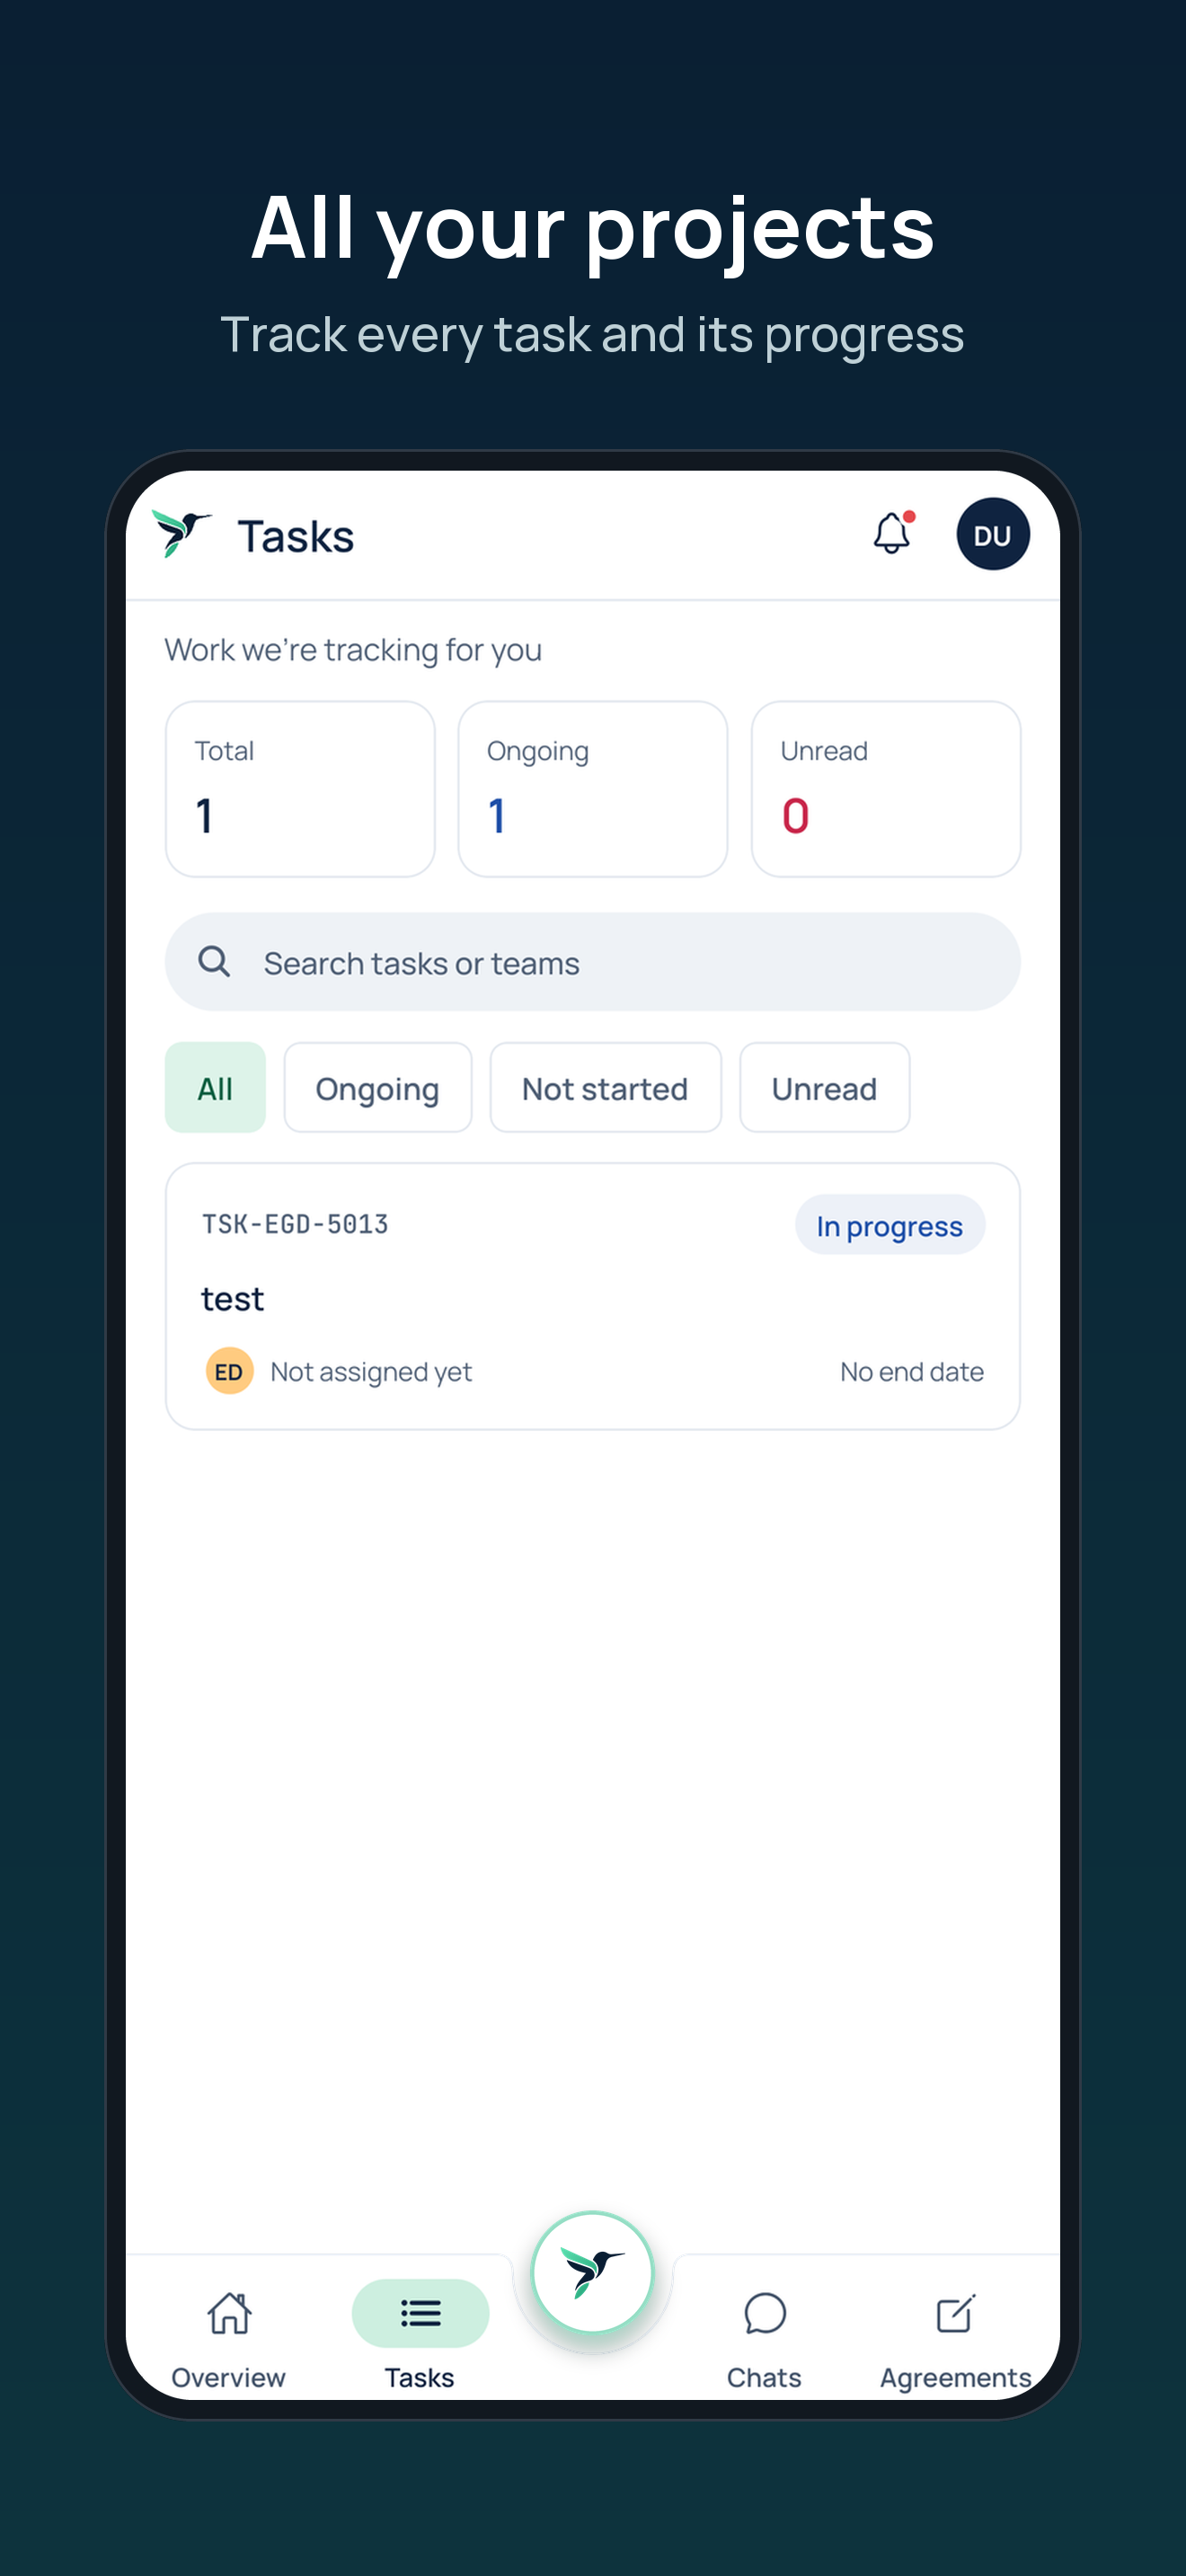 All your projects
Track every task and its progress
Tasks
DU
Work we're tracking for you
Total
Ongoing
Unread
1
1
0
Search tasks or teams
All
Ongoing
Not started
Unread
TSK-EGD-5013
In progress
test
ED
Not assigned yet
No end date
Overview
Tasks
Chats
Agreements